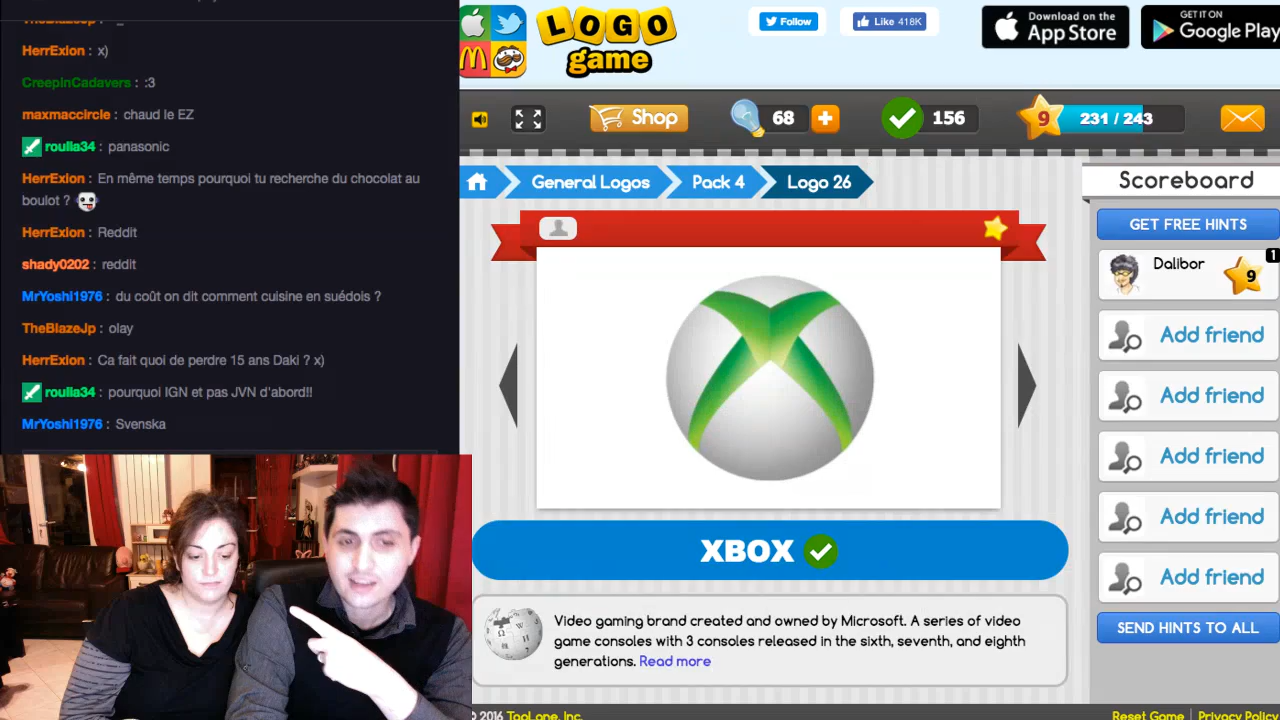 HerrExion : x)
CreepinCadavers : :3
maxmaccircle : chaud le EZ
roulla34 : panasonic
HerrExion : En même temps pourquoi tu recherche du chocolat au
boulot ?
HerrExion : Reddit
shady0202 : reddit
MrYoshi1976 : du coût on dit comment cuisine en suédois ?
TheBlazeJp : olay
HerrExion : Ca fait quoi de perdre 15 ans Daki ? x)
roulla34 : pourquoi IGN et pas JVN d'abord!!
MrYoshi1976 : Svenska
LOGO
game
Follow
Like 418K
Download on the
App Store
GET IT ON
Google Play
Shop
68
156
9
231 / 243
General Logos
Pack 4
Logo 26
XBOX
Video gaming brand created and owned by Microsoft. A series of video
game consoles with 3 consoles released in the sixth, seventh, and eighth
generations. Read more
Scoreboard
GET FREE HINTS
Dalibor
9
1
Add friend
Add friend
Add friend
Add friend
Add friend
SEND HINTS TO ALL
© 2016 TapLane, Inc.
Reset Game | Privacy Policy